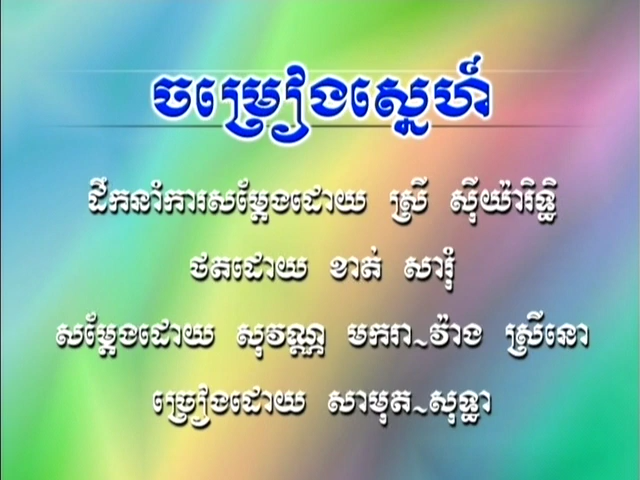 ចម្រៀងស្នេហ៍
ដឹកនាំការសម្តែងដោយ ស្រី ស៊ីយ៉ារិទ្ធិ
ថតដោយ ខាត់ សារុំ
សម្តែងដោយ សុវណ្ណ មករា~វ៉ាង ស្រីនោ
ច្រៀងដោយ សាមុត~សុទ្ធា